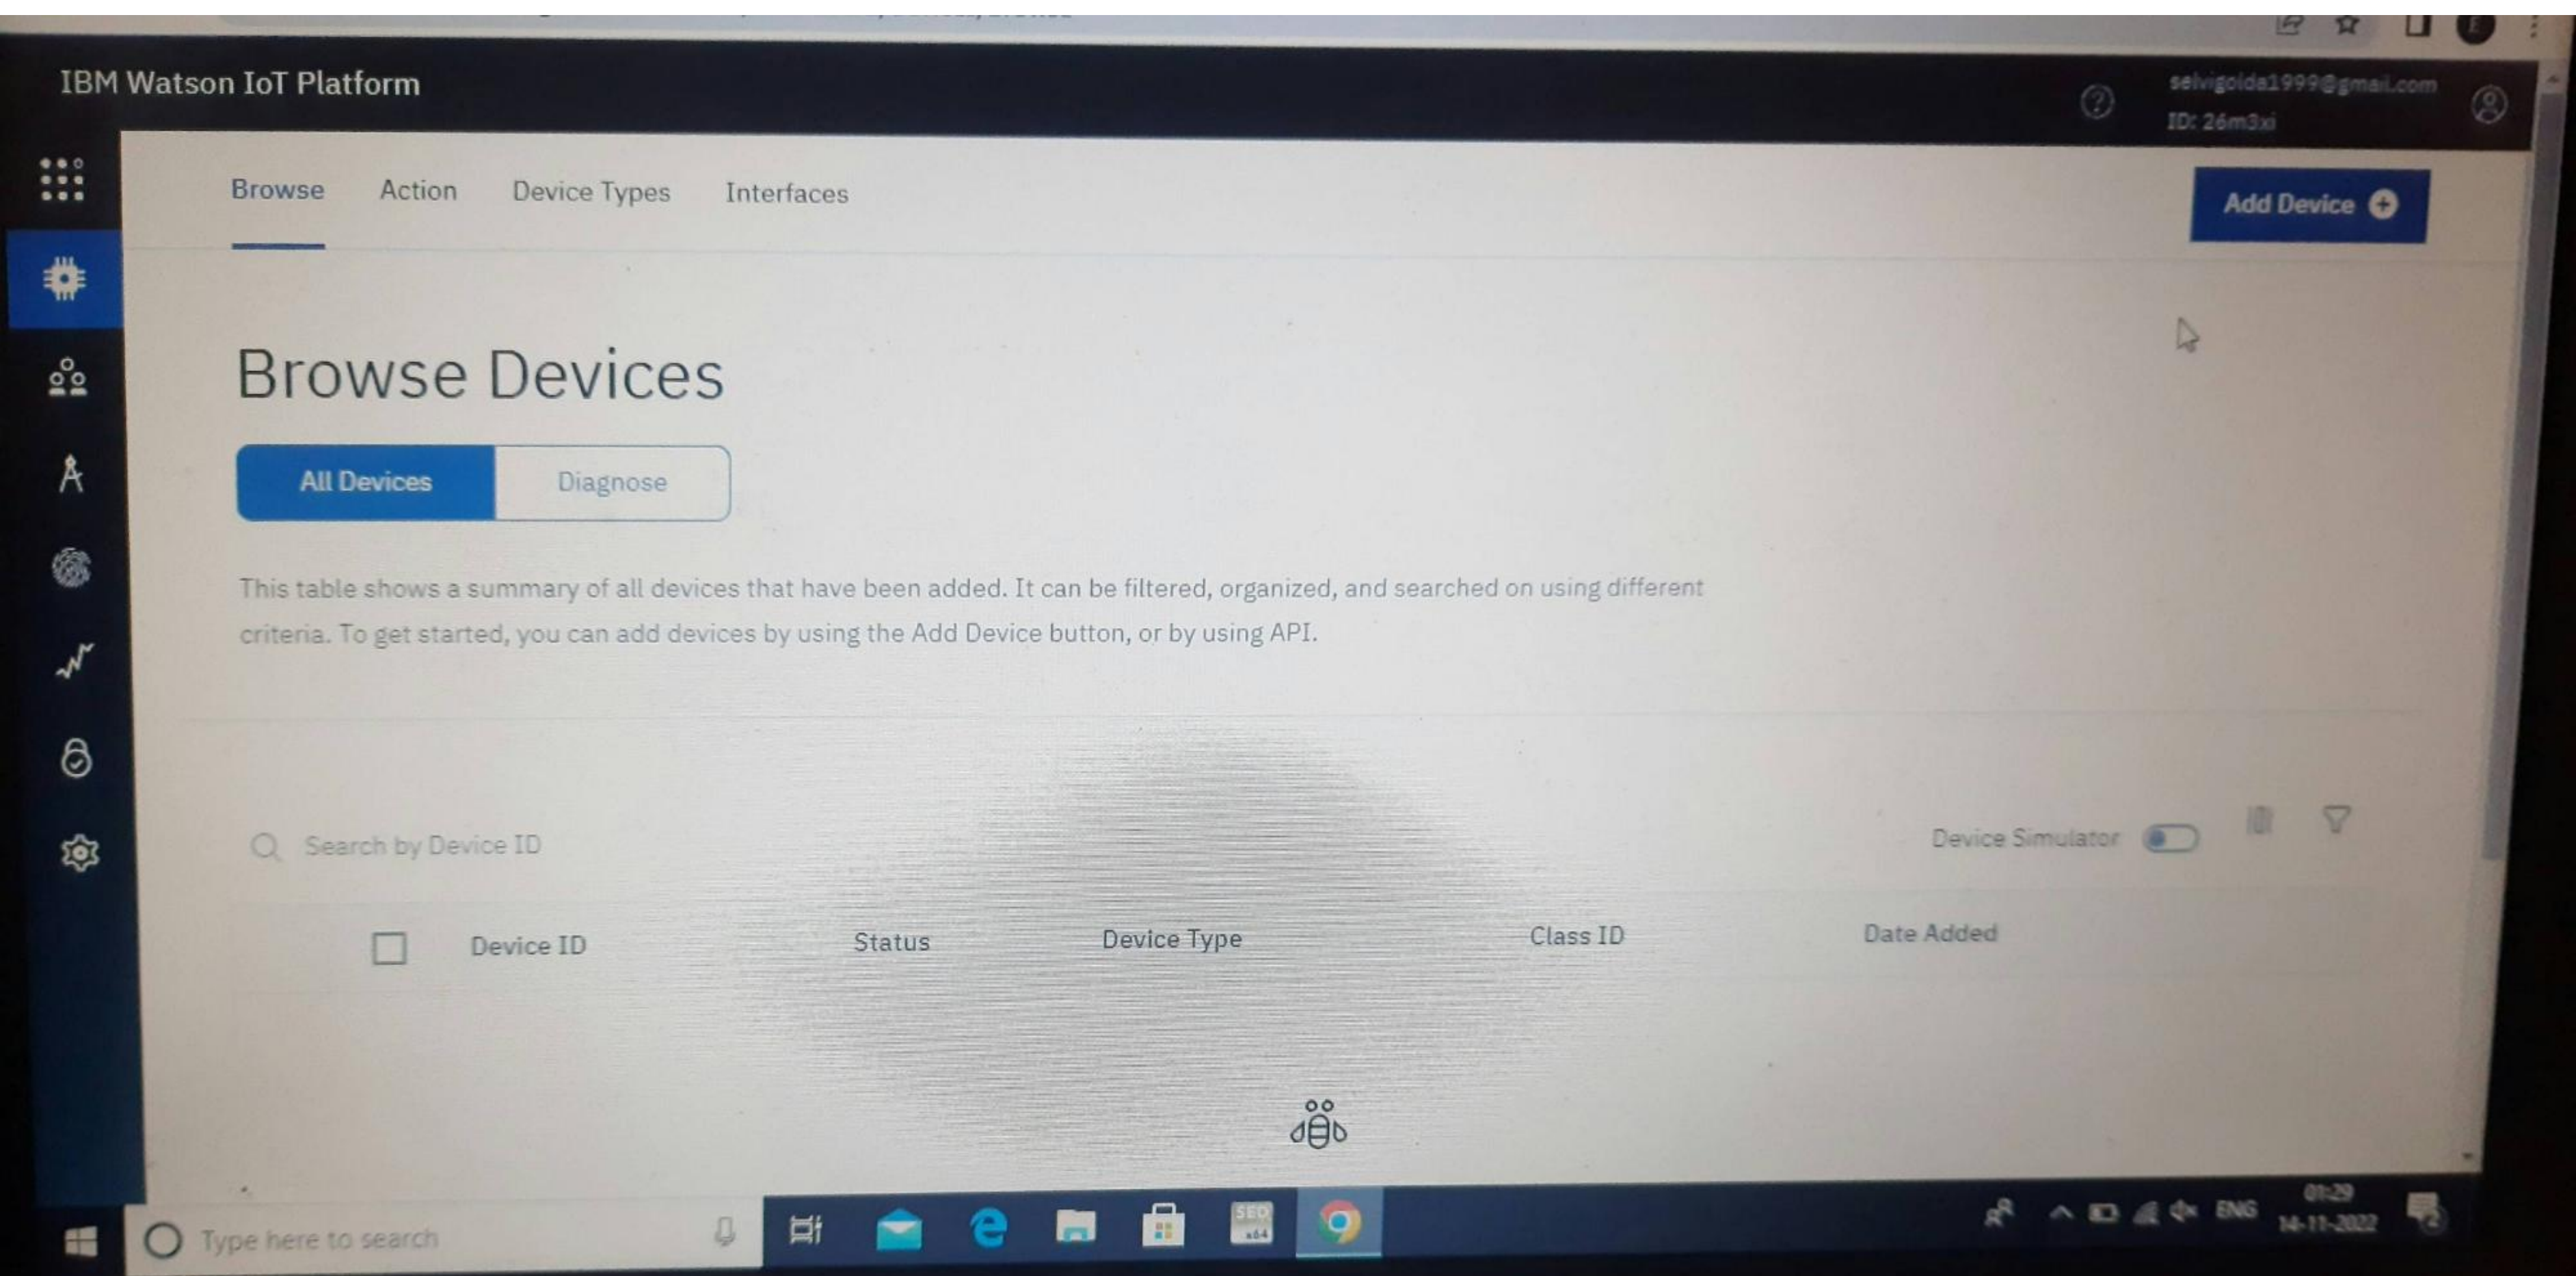 IBM Watson IoT Platform
selvigolda1999@gmail.com
ID: 26m3xi
Browse Action Device Types Interfaces
Add Device
Browse Devices
All Devices Diagnose
This table shows a summary of all devices that have been added. It can be filtered, organized, and searched on using different
criteria. To get started, you can add devices by using the Add Device button, or by using API.
Search by Device ID
Device Simulator
Device ID Status Device Type Class ID Date Added
Type here to search
SED
x64
ENG
01:29
14-11-2022
2